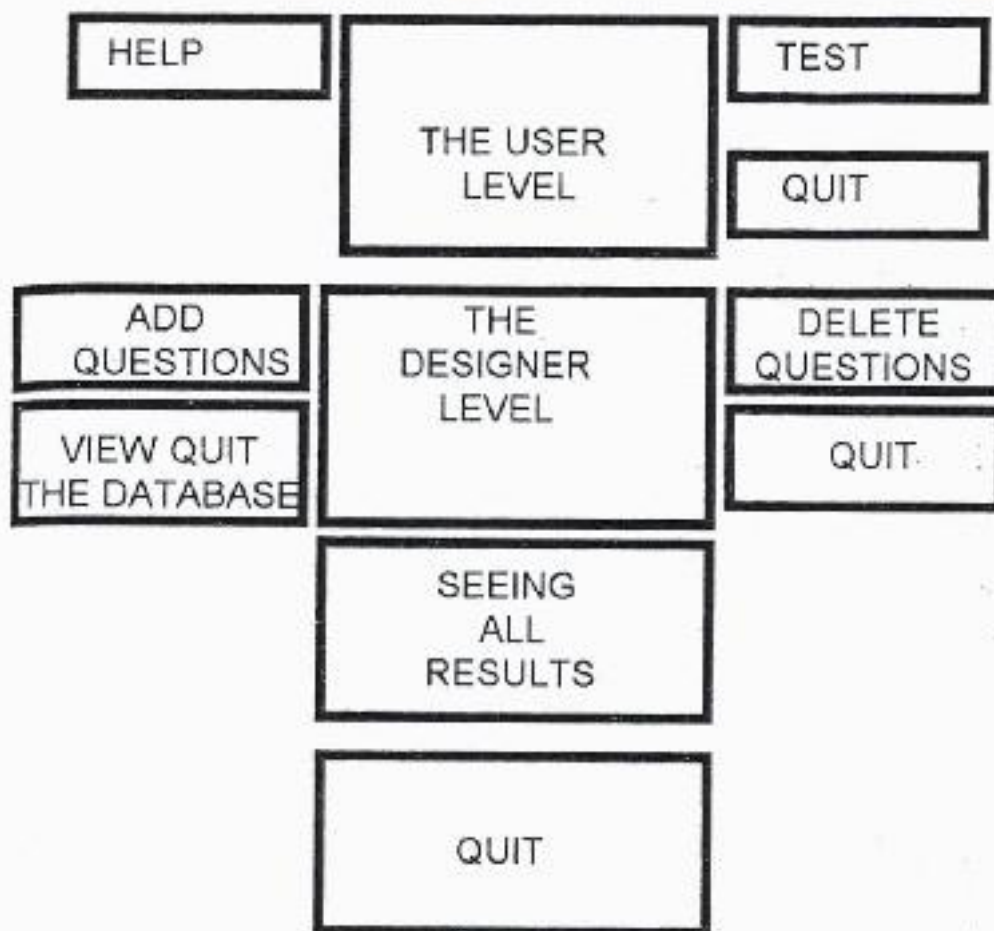 HELP
THE USER
LEVEL
TEST
QUIT
ADD
QUESTIONS
THE
DESIGNER
LEVEL
DELETE
QUESTIONS
VIEW QUIT
THE DATABASE
QUIT
SEEING
ALL
RESULTS
QUIT